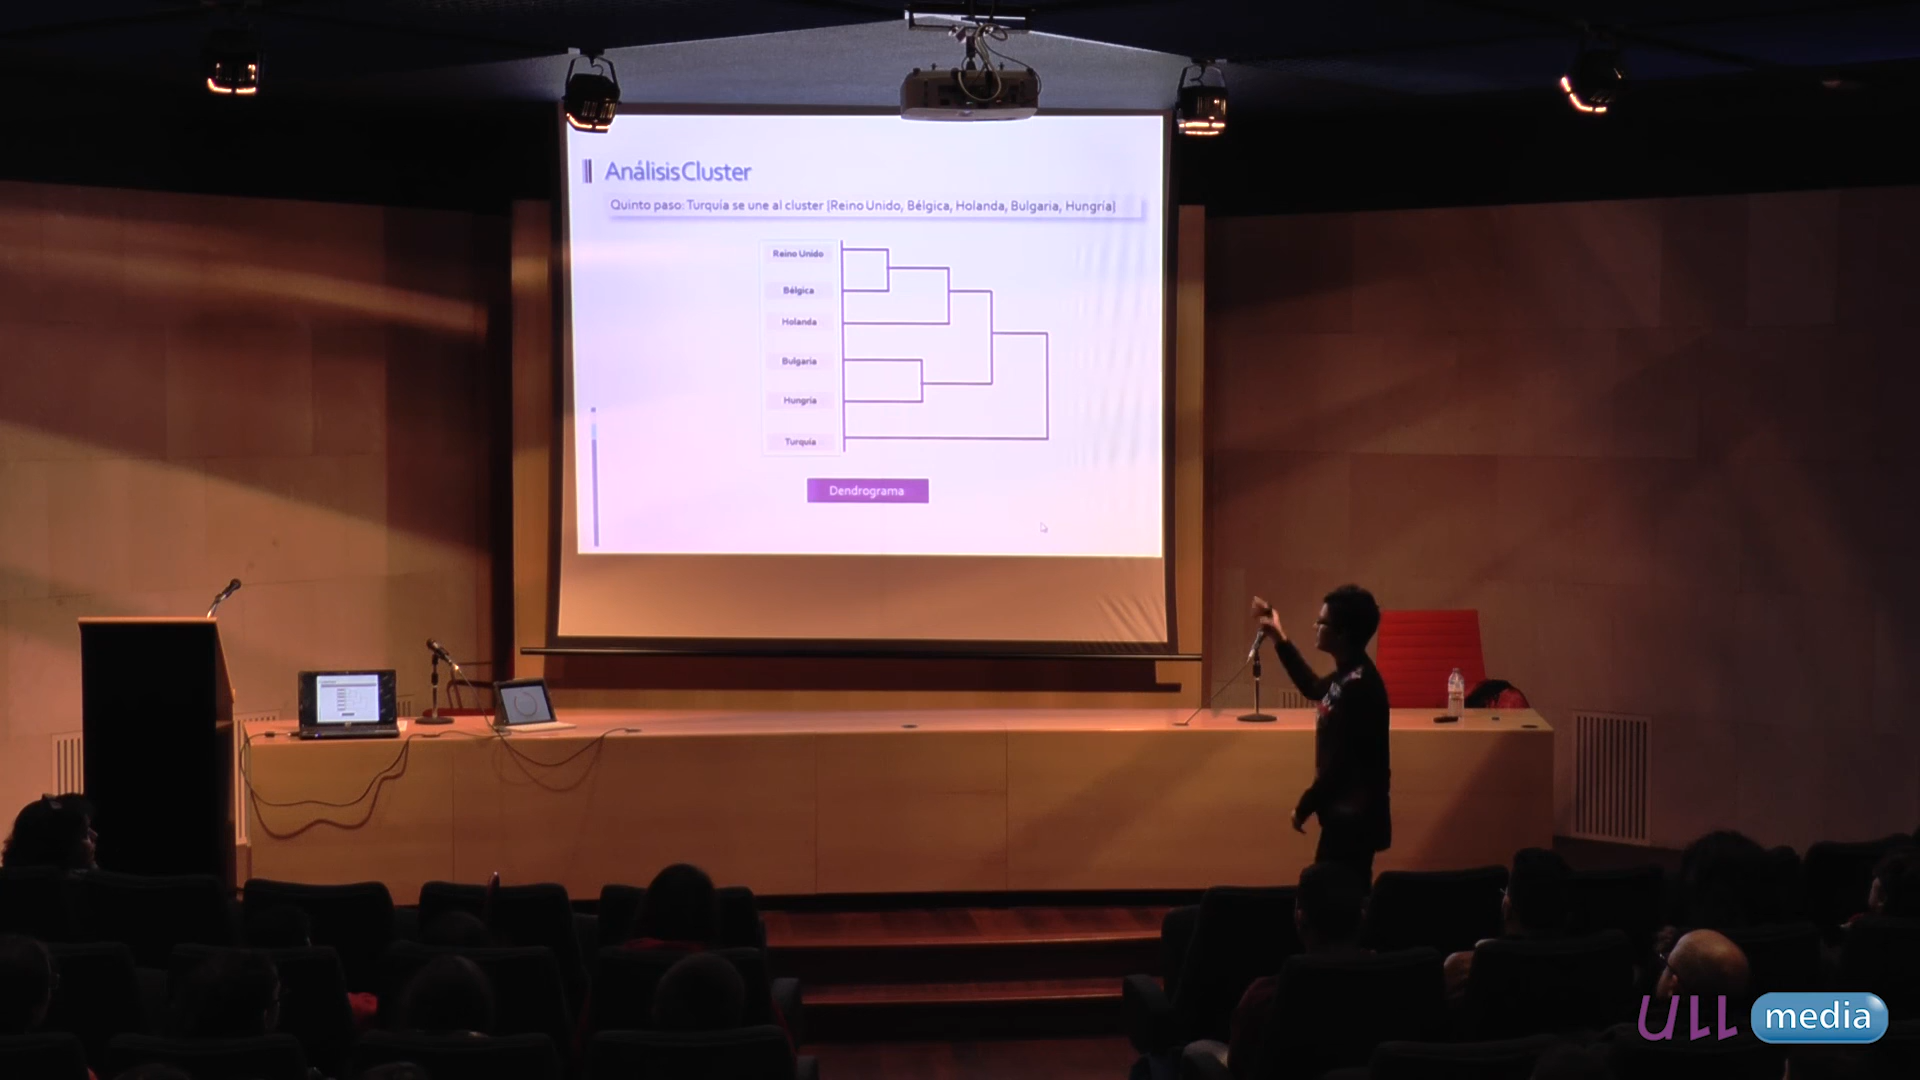 Análisis Cluster
Quinto paso: Turquía se une al cluster (Reino Unido, Bélgica, Holanda, Bulgaria, Hungría)
Reino Unido
Bélgica
Holanda
Bulgaria
Hungria
Turquía
Dendrograma
ULL media